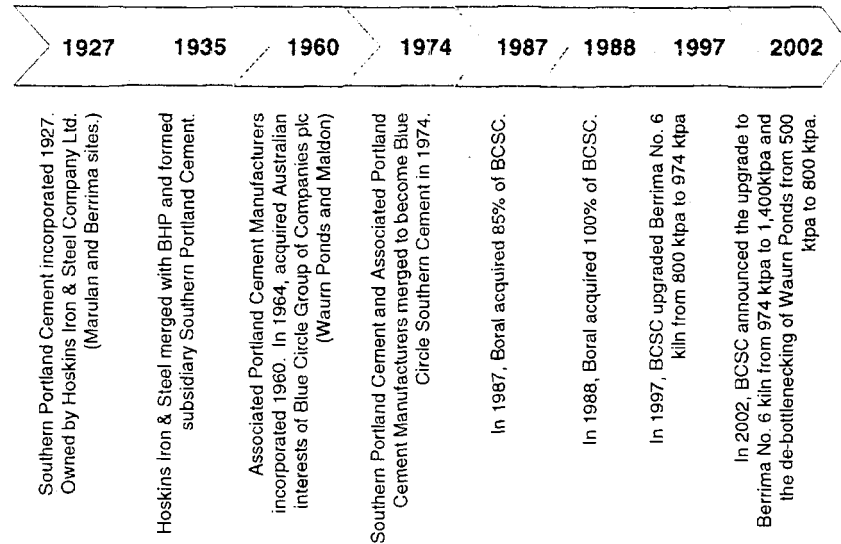 1927 1935 1960 1974 1987 1988 1997 2002
Southern Portland Cement incorporated 1927.
Owned by Hoskins Iron & Steel Company Ltd.
(Marulan and Berrima sites.)
Hoskins Iron & Steel merged with BHP and formed
subsidiary Southern Portland Cement.
Associated Portland Cement Manufacturers
incorporated 1960. In 1964, acquired Australian
interests of Blue Circle Group of Companies plc
(Waurn Ponds and Maldon)
Southern Portland Cement and Associated Portland
Cement Manufacturers merged to become Blue
Circle Southern Cement in 1974.
In 1987, Boral acquired 85% of BCSC.
In 1988, Boral acquired 100% of BCSC.
In 1997, BCSC upgraded Berrima No. 6
kiln from 800 ktpa to 974 ktpa
In 2002, BCSC announced the upgrade to
Berrima No. 6 kiln from 974 ktpa to 1,400ktpa and
the de-bottlenecking of Waurn Ponds from 500
ktpa to 800 ktpa.